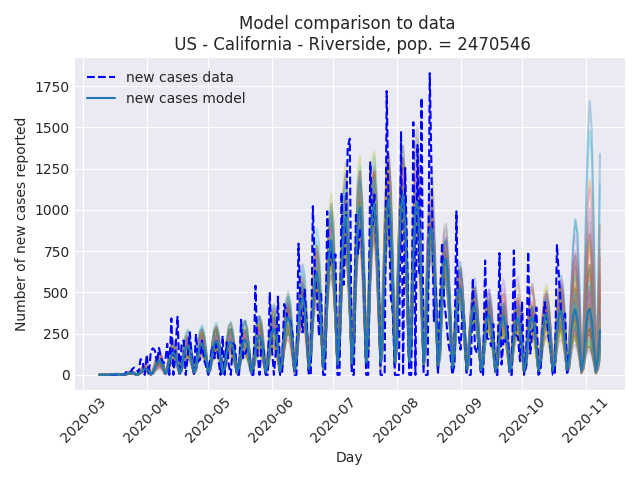 Model comparison to data
US - California - Riverside, pop. = 2470546
new cases data
new cases model
Number of new cases reported
1750
1500
1250
1000
750
500
250
0
2020-03
2020-04
2020-05
2020-06
2020-07
2020-08
2020-09
2020-10
2020-11
Day